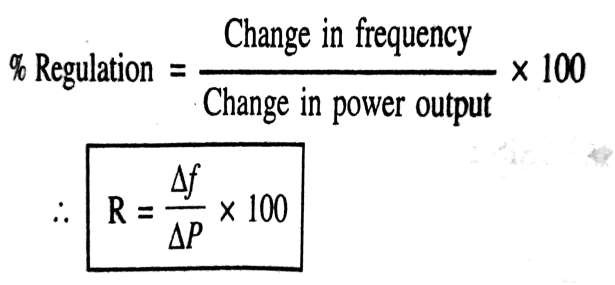 % Regulation = Change in frequency / Change in power output × 100
∴ R = Δf / ΔP × 100